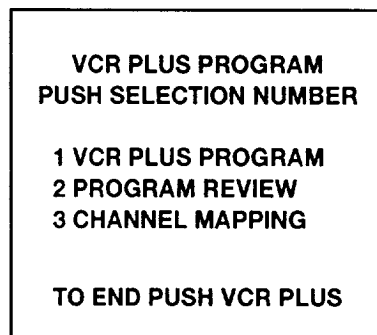 VCR PLUS PROGRAM
PUSH SELECTION NUMBER
1 VCR PLUS PROGRAM
2 PROGRAM REVIEW
3 CHANNEL MAPPING
TO END PUSH VCR PLUS